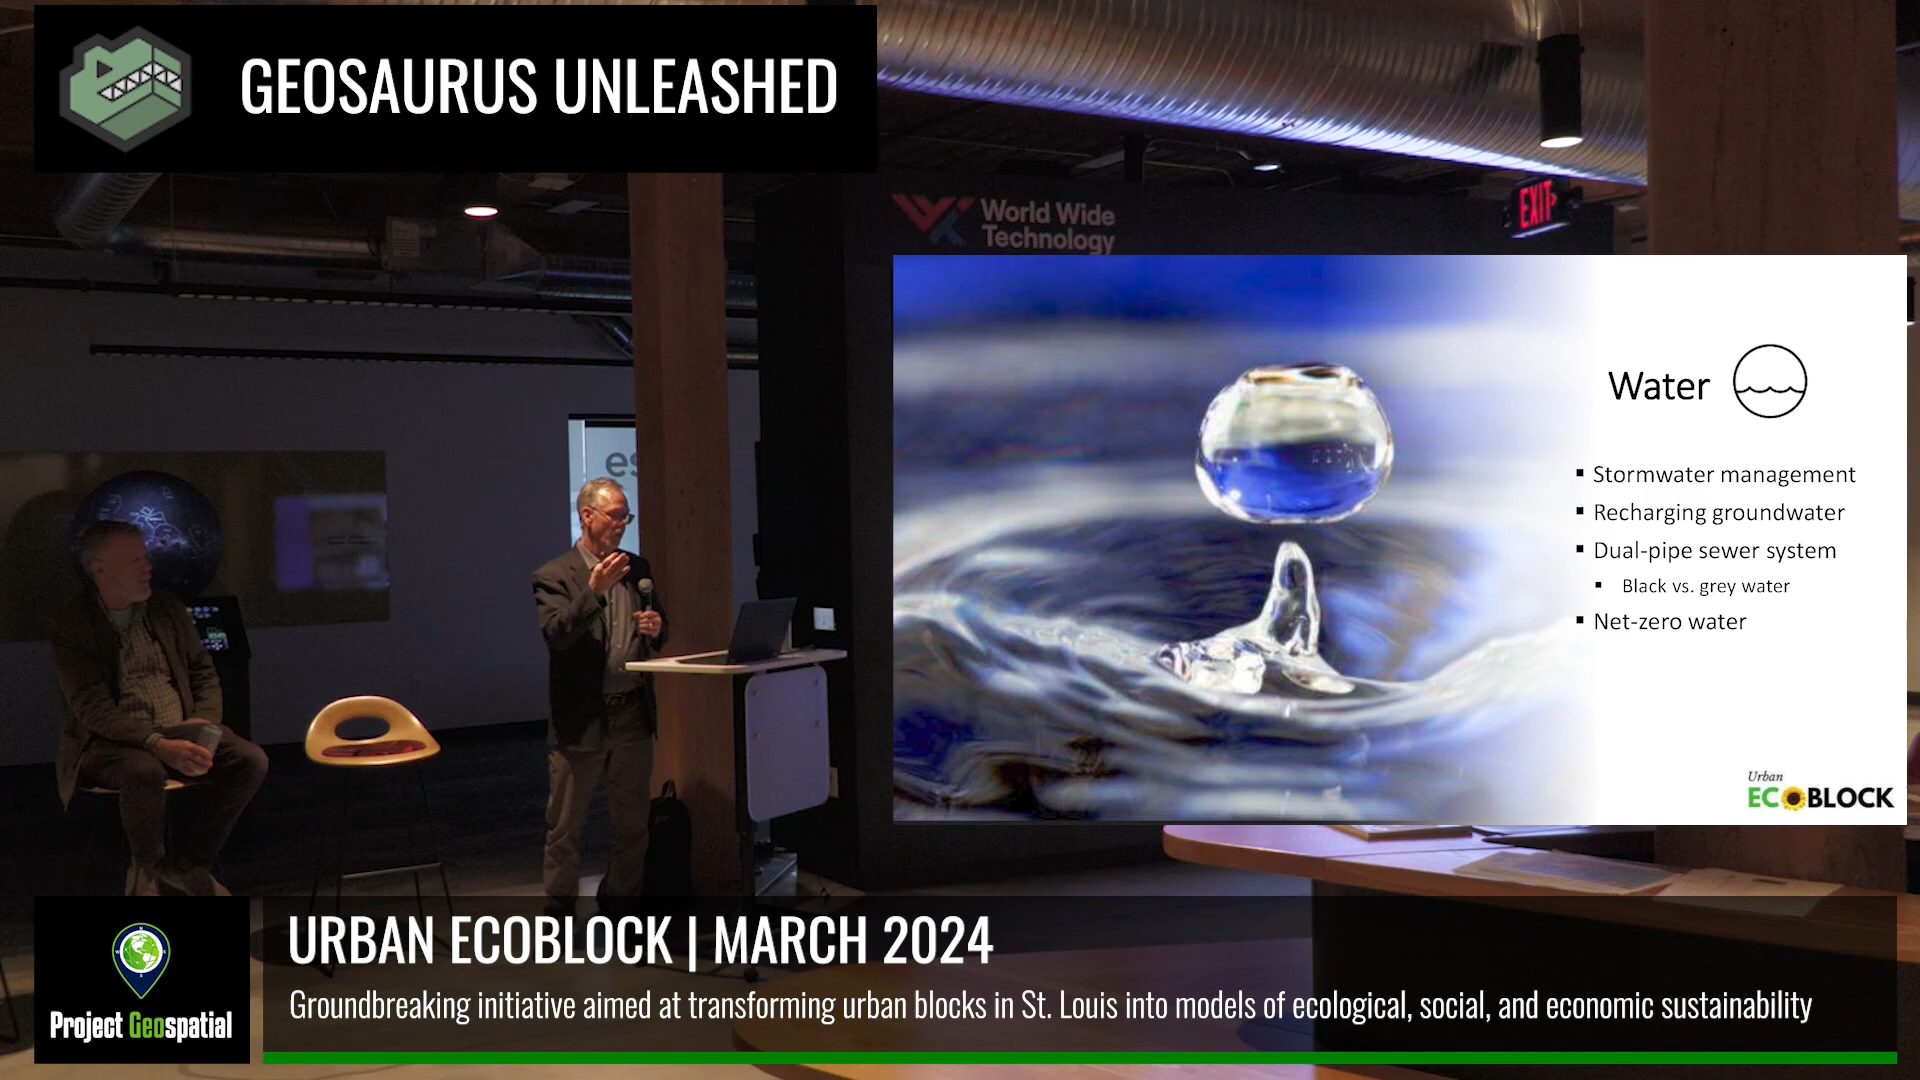 GEOSAURUS UNLEASHED
World Wide
Technology
EXIT
es
Water
Stormwater management
Recharging groundwater
Dual-pipe sewer system
Black vs. grey water
Net-zero water
Urban
ECOBLOCK
URBAN ECOBLOCK | MARCH 2024
Groundbreaking initiative aimed at transforming urban blocks in St. Louis into models of ecological, social, and economic sustainability
Project Geospatial